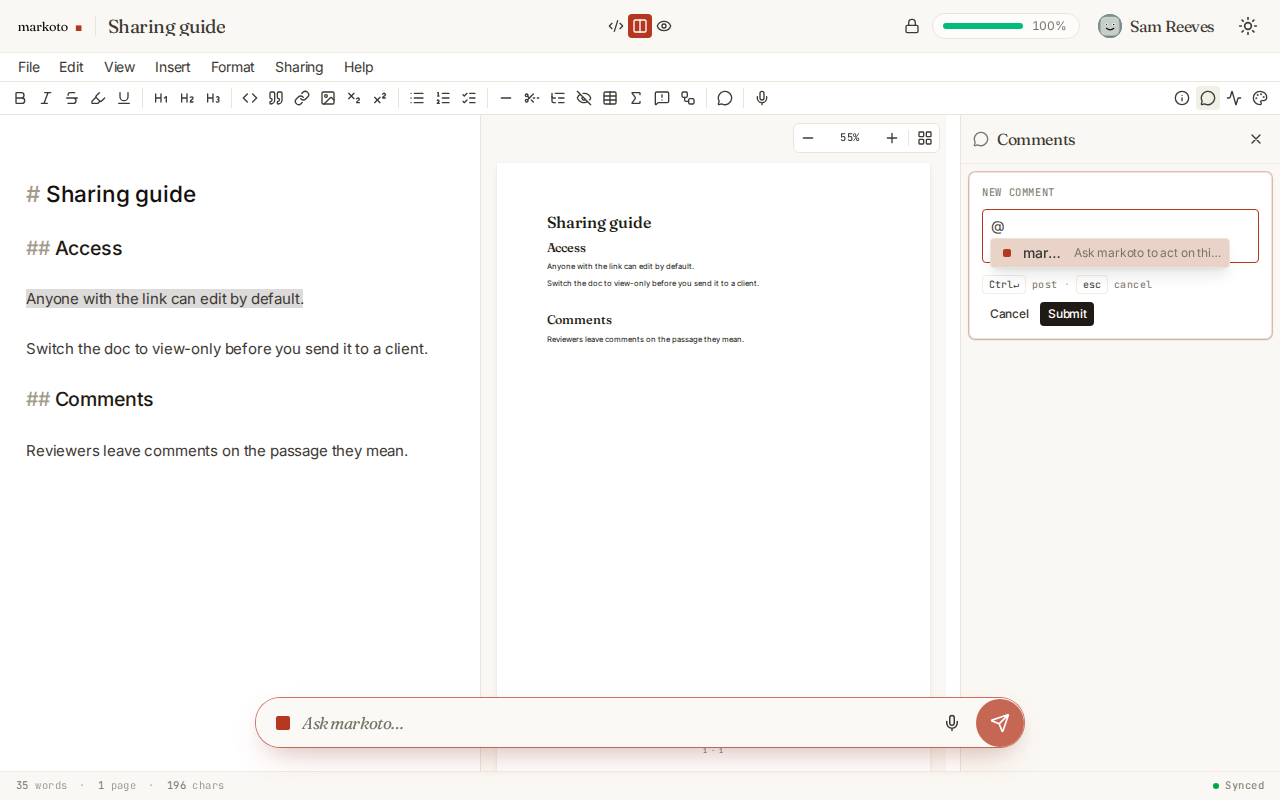 markoto
Sharing guide
100%
Sam Reeves
File Edit View Insert Format Sharing Help
H1 H2 H3
55%
Comments
# Sharing guide
## Access
Anyone with the link can edit by default.
Switch the doc to view-only before you send it to a client.
## Comments
Reviewers leave comments on the passage they mean.
Sharing guide
Access
Anyone with the link can edit by default.
Switch the doc to view-only before you send it to a client.
Comments
Reviewers leave comments on the passage they mean.
1 · 1
NEW COMMENT
@
mar... Ask markoto to act on thi...
Ctrl↵ post · esc cancel
Cancel Submit
Ask markoto...
35 words · 1 page · 196 chars
Synced